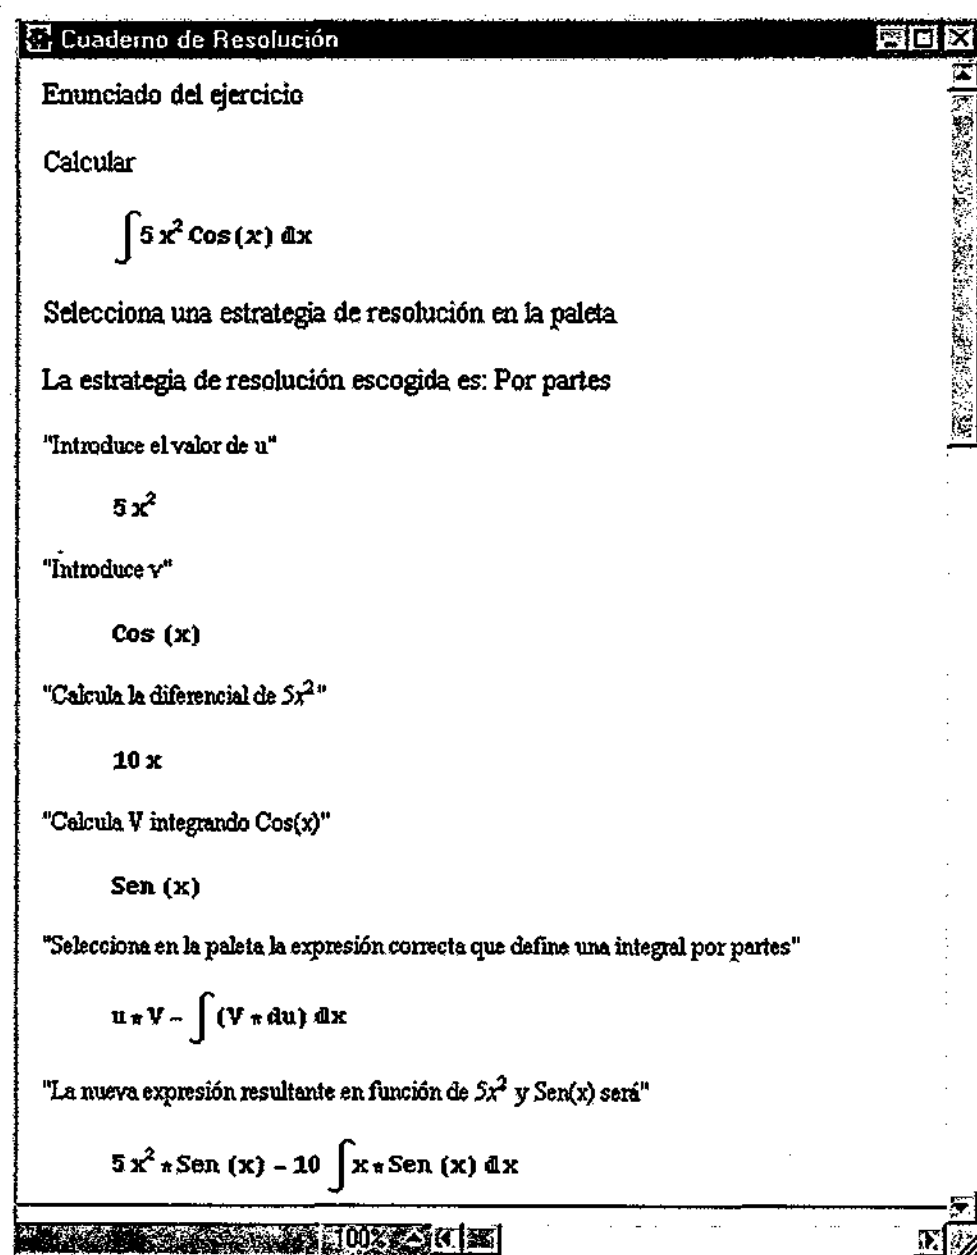 Cuaderno de Resolución
Enunciado del ejercicio
Calcular
∫ 5 x² Cos (x) dx
Selecciona una estrategia de resolución en la paleta
La estrategia de resolución escogida es: Por partes
"Introduce el valor de u"
5 x²
"Introduce v"
Cos (x)
"Calcula la diferencial de 5x²"
10 x
"Calcula V integrando Cos(x)"
Sen (x)
"Selecciona en la paleta la expresión correcta que define una integral por partes"
u * V - ∫ (V * du) dx
"La nueva expresión resultante en función de 5x² y Sen(x) será"
5 x² * Sen (x) - 10 ∫ x * Sen (x) dx
100%